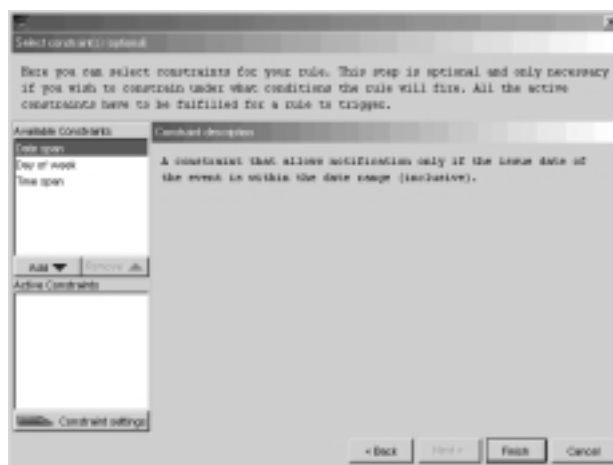 Select constraint(s) (optional)
Here you can select constraints for your rule. This step is optional and only necessary
if you wish to constrain under what conditions the rule will fire. All the active
constraints have to be fulfilled for a rule to trigger.
Available Constraints
Date span
Day of week
Time span
Constraint description
A constraint that allows notification only if the issue date of
the event is within the date range (inclusive).
Add
Remove
Active Constraints
Constraint settings
< Back
Next >
Finish
Cancel